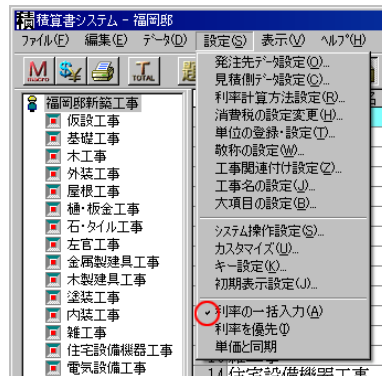 積算書システム - 福岡邸
ファイル(F) 編集(E) データ(D) 設定(S) 表示(V) ヘルプ(H)
M
macro
TOTAL
発注先データ設定(O)...
見積側データ設定(C)...
利率計算方法設定(R)...
消費税の設定変更(H)...
単位の登録・設定(T)...
敬称の設定(W)...
工事関連付け設定(Z)...
工事名の設定(J)...
大項目の設定(B)...
システム操作設定(S)...
カスタマイズ(U)...
キー設定(K)...
初期表示設定(J)...
利率の一括入力(A)
利率を優先(I)
単価と同期
福岡邸新築工事
仮設工事
基礎工事
木工事
外装工事
屋根工事
樋・板金工事
石・タイル工事
左官工事
金属製建具工事
木製建具工事
塗装工事
内装工事
雑工事
住宅設備機器工事
電気設備工事
14 住宅設備機器工事